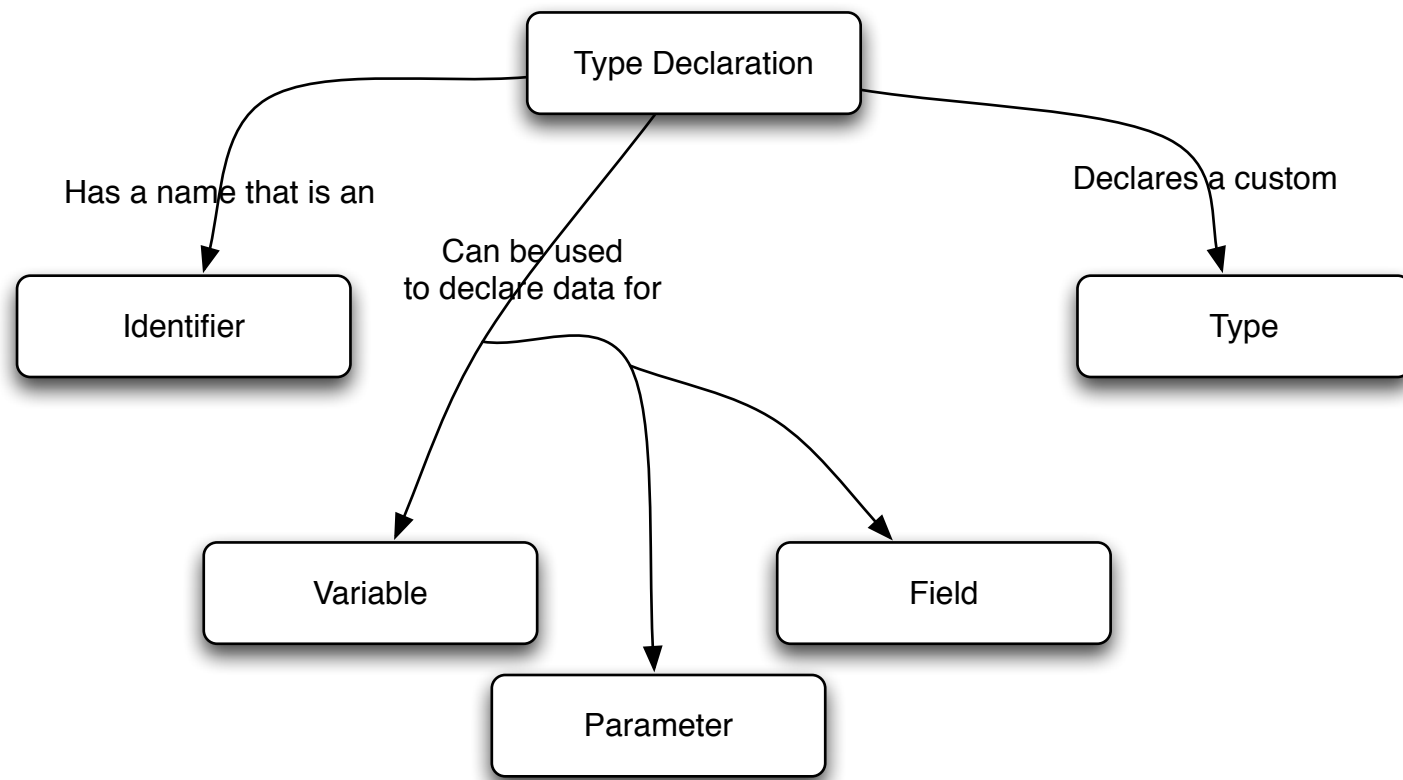 Type Declaration
Has a name that is an
Declares a custom
Can be used
to declare data for
Identifier
Type
Variable
Field
Parameter